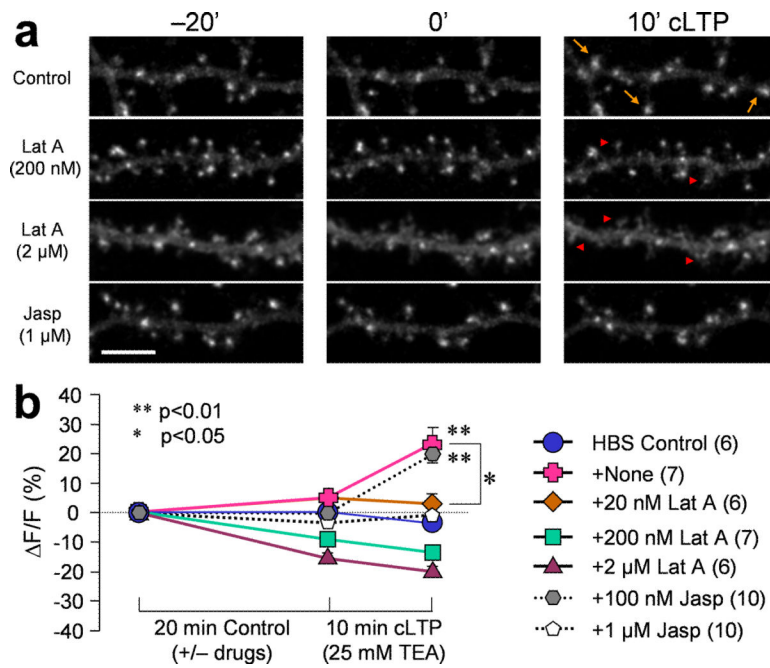 a
–20’ 0’ 10’ cLTP
Control
Lat A
(200 nM)
Lat A
(2 µM)
Jasp
(1 µM)
b
** p<0.01
* p<0.05
ΔF/F (%)
40
30
20
10
0
-10
-20
-30
-40
**
**
*
20 min Control
(+/– drugs)
10 min cLTP
(25 mM TEA)
HBS Control (6)
+None (7)
+20 nM Lat A (6)
+200 nM Lat A (7)
+2 µM Lat A (6)
+100 nM Jasp (10)
+1 µM Jasp (10)